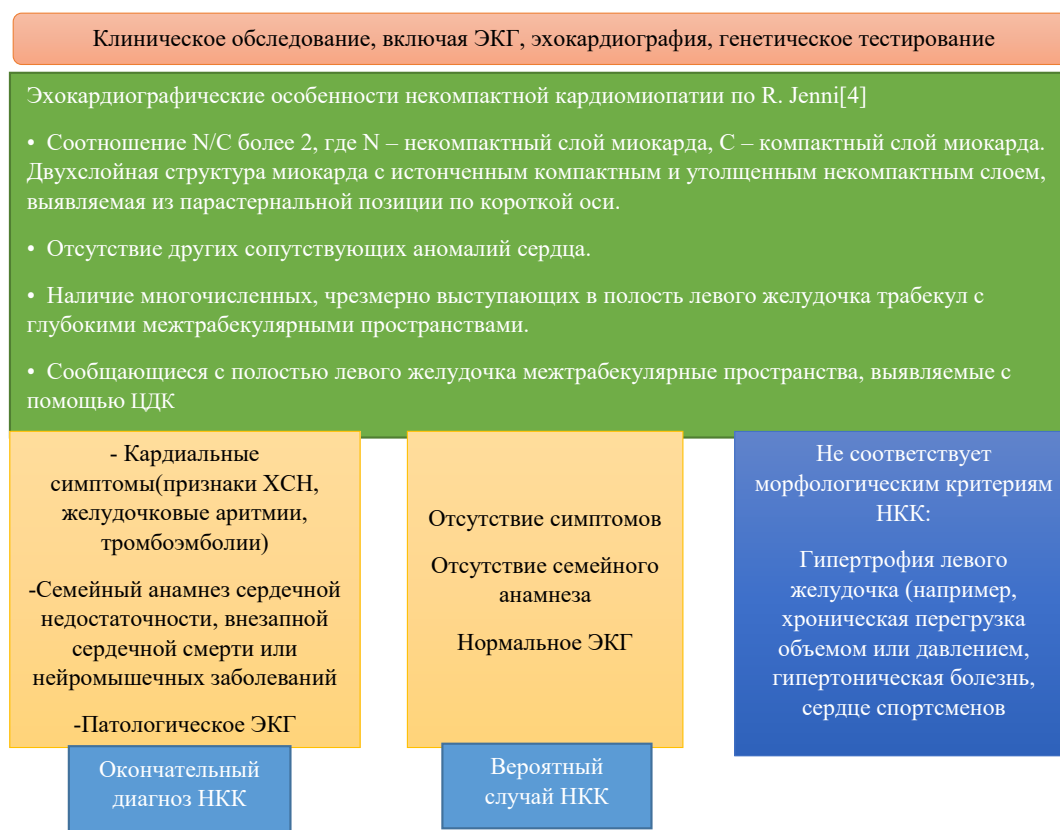 Клиническое обследование, включая ЭКГ, эхокардиография, генетическое тестирование
Эхокардиографические особенности некомпактной кардиомиопатии по R. Jenni[4]
• Соотношение N/C более 2, где N – некомпактный слой миокарда, С – компактный слой миокарда.
Двухслойная структура миокарда с истонченным компактным и утолщенным некомпактным слоем,
выявляемая из парастернальной позиции по короткой оси.
• Отсутствие других сопутствующих аномалий сердца.
• Наличие многочисленных, чрезмерно выступающих в полость левого желудочка трабекул с
глубокими межтрабекулярными пространствами.
• Сообщающиеся с полостью левого желудочка межтрабекулярные пространства, выявляемые с
помощью ЦДК
- Кардиальные
симптомы(признаки ХСН,
желудочковые аритмии,
тромбоэмболии)
-Семейный анамнез сердечной
недостаточности, внезапной
сердечной смерти или
нейромышечных заболеваний
-Патологическое ЭКГ
Окончательный
диагноз НКК
Отсутствие симптомов
Отсутствие семейного
анамнеза
Нормальное ЭКГ
Вероятный
случай НКК
Не соответствует
морфологическим критериям
НКК:
Гипертрофия левого
желудочка (например,
хроническая перегрузка
объемом или давлением,
гипертоническая болезнь,
сердце спортсменов